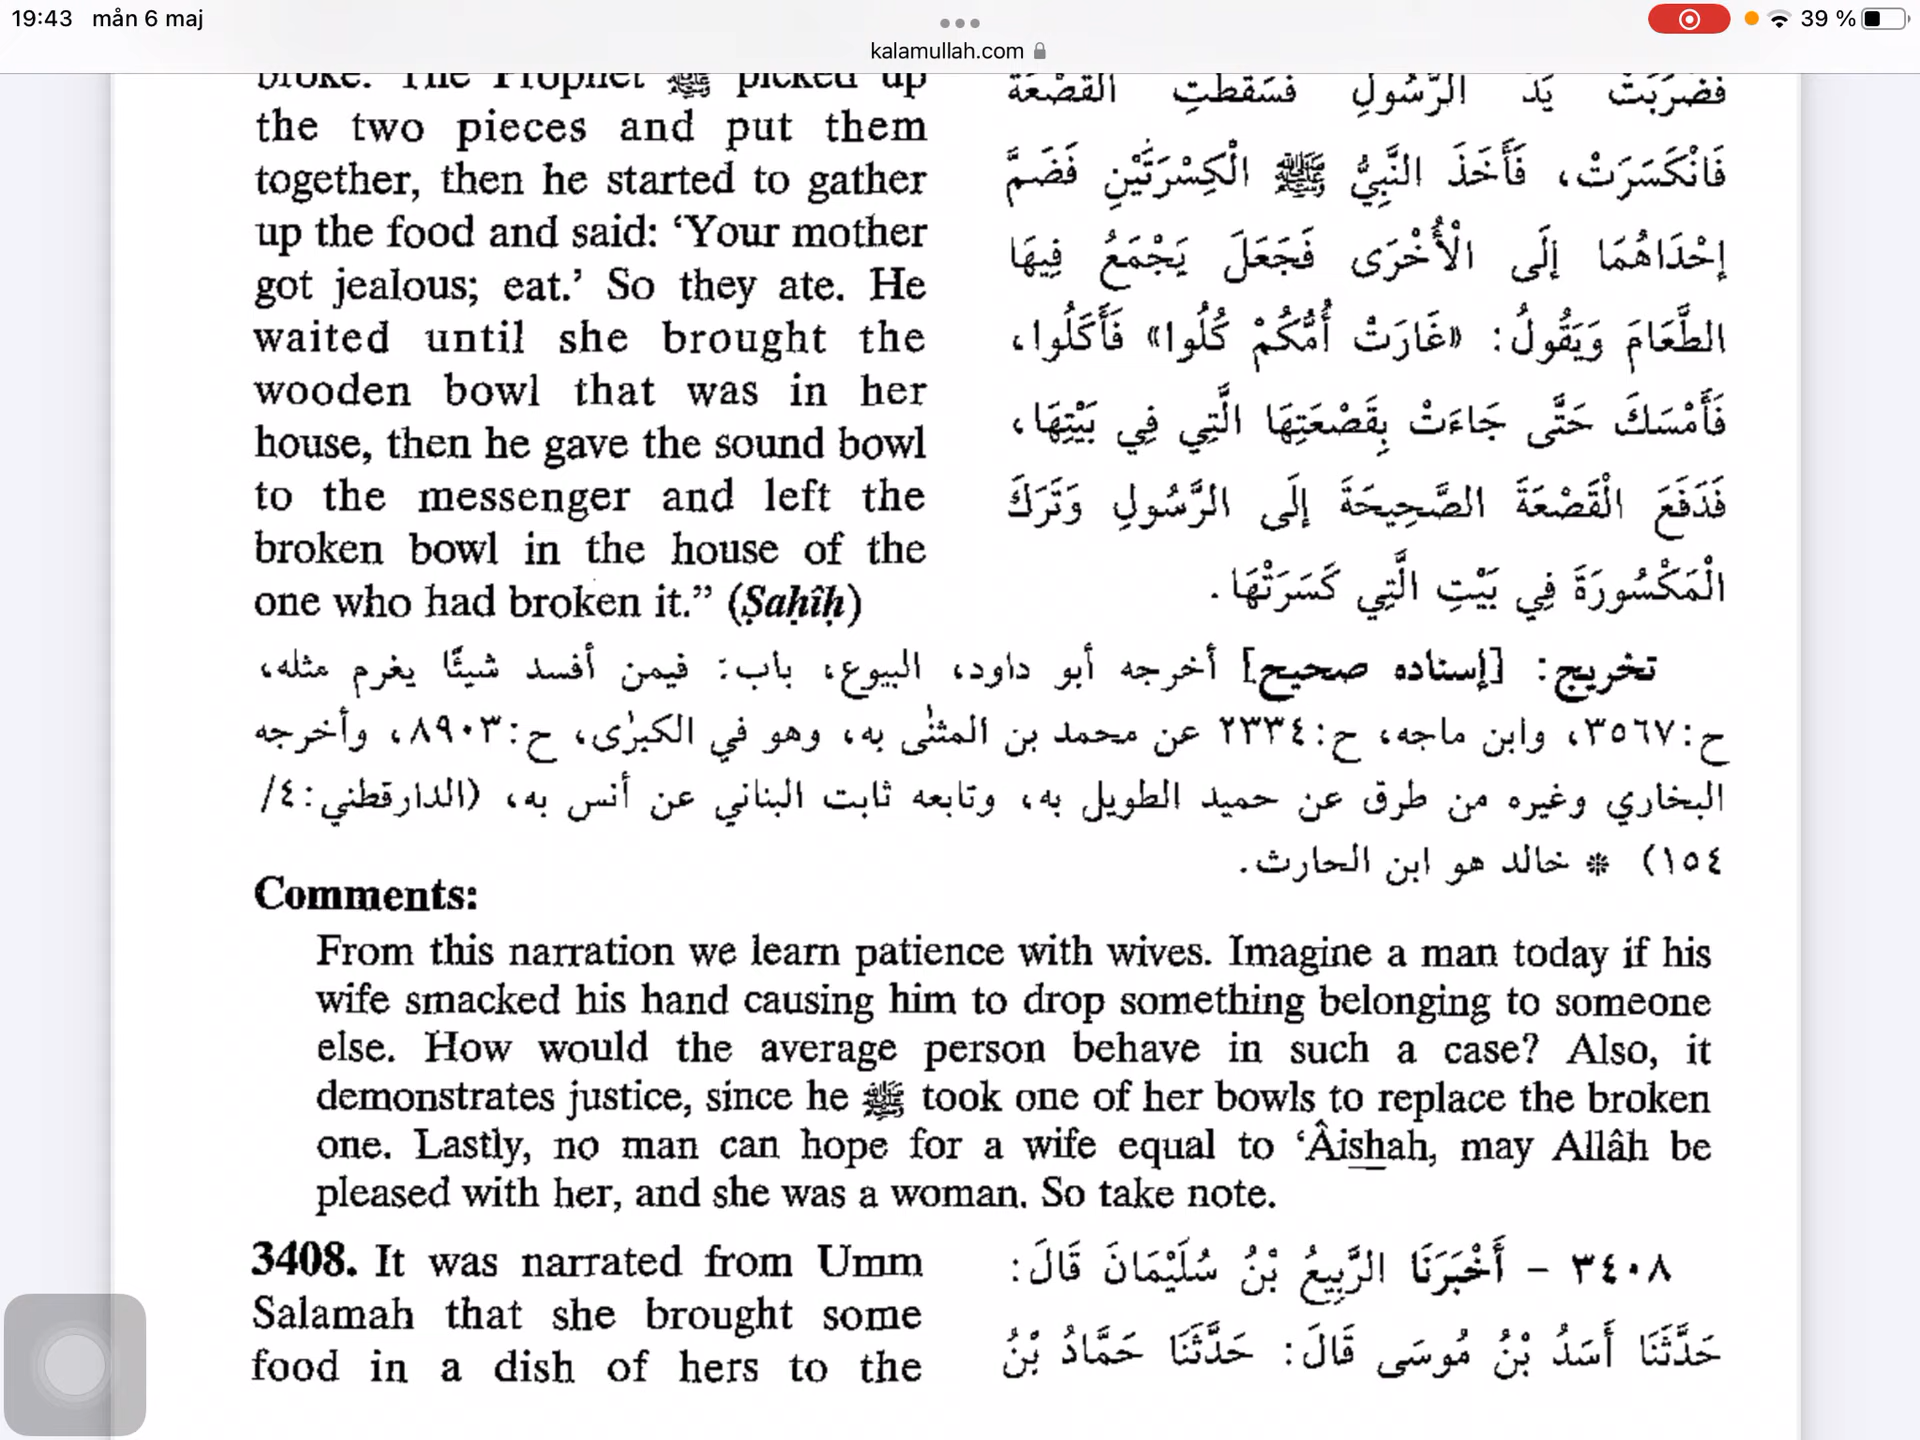 19:43 mån 6 maj
39 %
kalamullah.com
broke. The Prophet ﷺ picked up
the two pieces and put them
together, then he started to gather
up the food and said: ‘Your mother
got jealous; eat.’ So they ate. He
waited until she brought the
wooden bowl that was in her
house, then he gave the sound bowl
to the messenger and left the
broken bowl in the house of the
one who had broken it.” (Ṣaḥîḥ)
فَضَرَبَتْ يَدَ الرَّسُولِ فَسَقَطَتِ الْقَصْعَةُ
فَانْكَسَرَتْ، فَأَخَذَ النَّبِيُّ ﷺ الْكِسْرَتَيْنِ فَضَمَّ
إِحْدَاهُمَا إِلَى الْأُخْرَى فَجَعَلَ يَجْمَعُ فِيهَا
الطَّعَامَ وَيَقُولُ: «غَارَتْ أُمُّكُمْ كُلُوا» فَأَكَلُوا،
فَأَمْسَكَ حَتَّى جَاءَتْ بِقَصْعَتِهَا الَّتِي فِي بَيْتِهَا،
فَدَفَعَ الْقَصْعَةَ الصَّحِيحَةَ إِلَى الرَّسُولِ وَتَرَكَ
الْمَكْسُورَةَ فِي بَيْتِ الَّتِي كَسَرَتْهَا.
تخريج: [إسناده صحيح] أخرجه أبو داود، البيوع، باب: فيمن أفسد شيئًا يغرم مثله،
ح:٣٥٦٧، وابن ماجه، ح:٢٣٣٤ عن محمد بن المثنى به، وهو في الكبرى، ح:٨٩٠٣، وأخرجه
البخاري وغيره من طرق عن حميد الطويل به، وتابعه ثابت البناني عن أنس به، (الدارقطني:٤/
١٥٤) * خالد هو ابن الحارث.
Comments:
From this narration we learn patience with wives. Imagine a man today if his
wife smacked his hand causing him to drop something belonging to someone
else. How would the average person behave in such a case? Also, it
demonstrates justice, since he ﷺ took one of her bowls to replace the broken
one. Lastly, no man can hope for a wife equal to ‘Âishah, may Allâh be
pleased with her, and she was a woman. So take note.
3408. It was narrated from Umm
Salamah that she brought some
food in a dish of hers to the
٣٤٠٨ - أَخْبَرَنَا الرَّبِيعُ بْنُ سُلَيْمَانَ قَالَ:
حَدَّثَنَا أَسَدُ بْنُ مُوسَى قَالَ: حَدَّثَنَا حَمَّادُ بْنُ